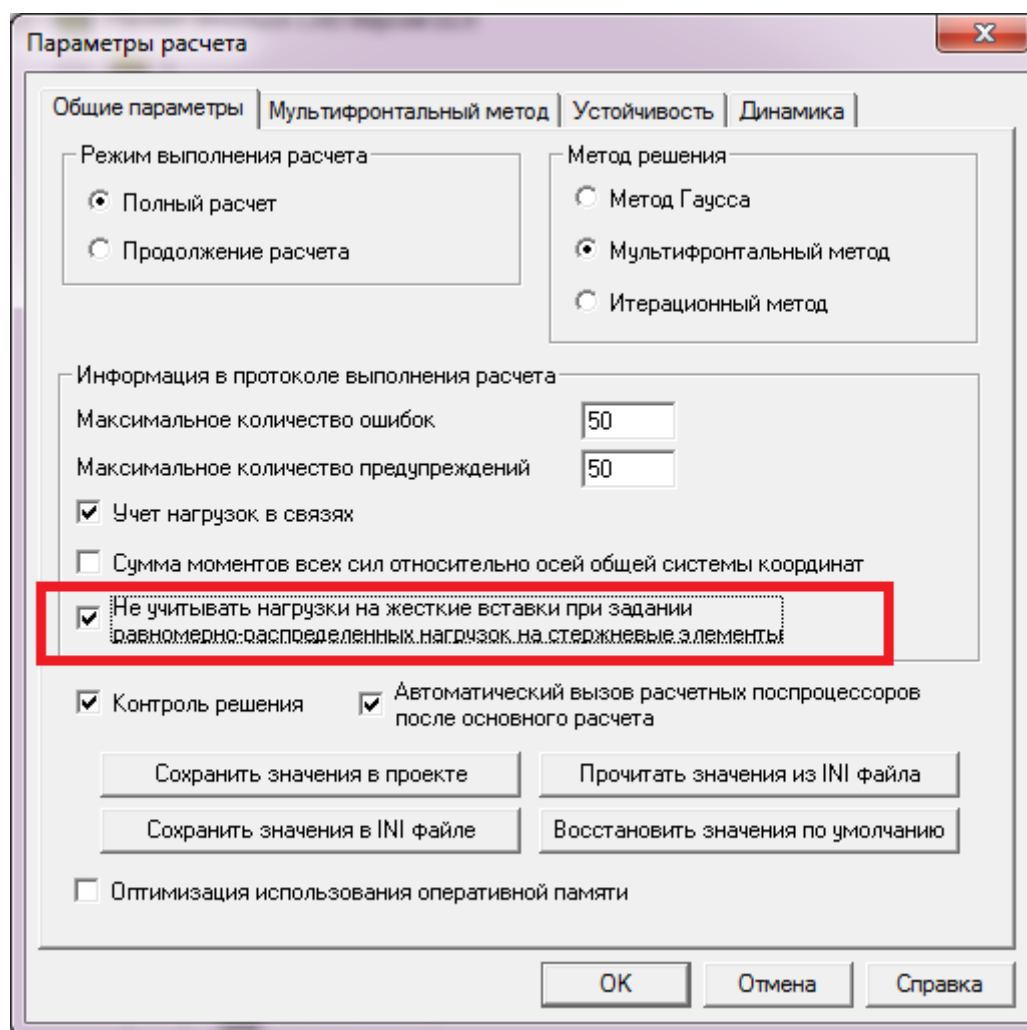 Параметры расчета
Общие параметры
Мультифронтальный метод
Устойчивость
Динамика
Режим выполнения расчета
Полный расчет
Продолжение расчета
Метод решения
Метод Гаусса
Мультифронтальный метод
Итерационный метод
Информация в протоколе выполнения расчета
Максимальное количество ошибок
50
Максимальное количество предупреждений
50
Учет нагрузок в связях
Сумма моментов всех сил относительно осей общей системы координат
Не учитывать нагрузки на жесткие вставки при задании
равномерно-распределенных нагрузок на стержневые элементы
Контроль решения
Автоматический вызов расчетных поспроцессоров
после основного расчета
Сохранить значения в проекте
Прочитать значения из INI файла
Сохранить значения в INI файле
Восстановить значения по умолчанию
Оптимизация использования оперативной памяти
OK
Отмена
Справка